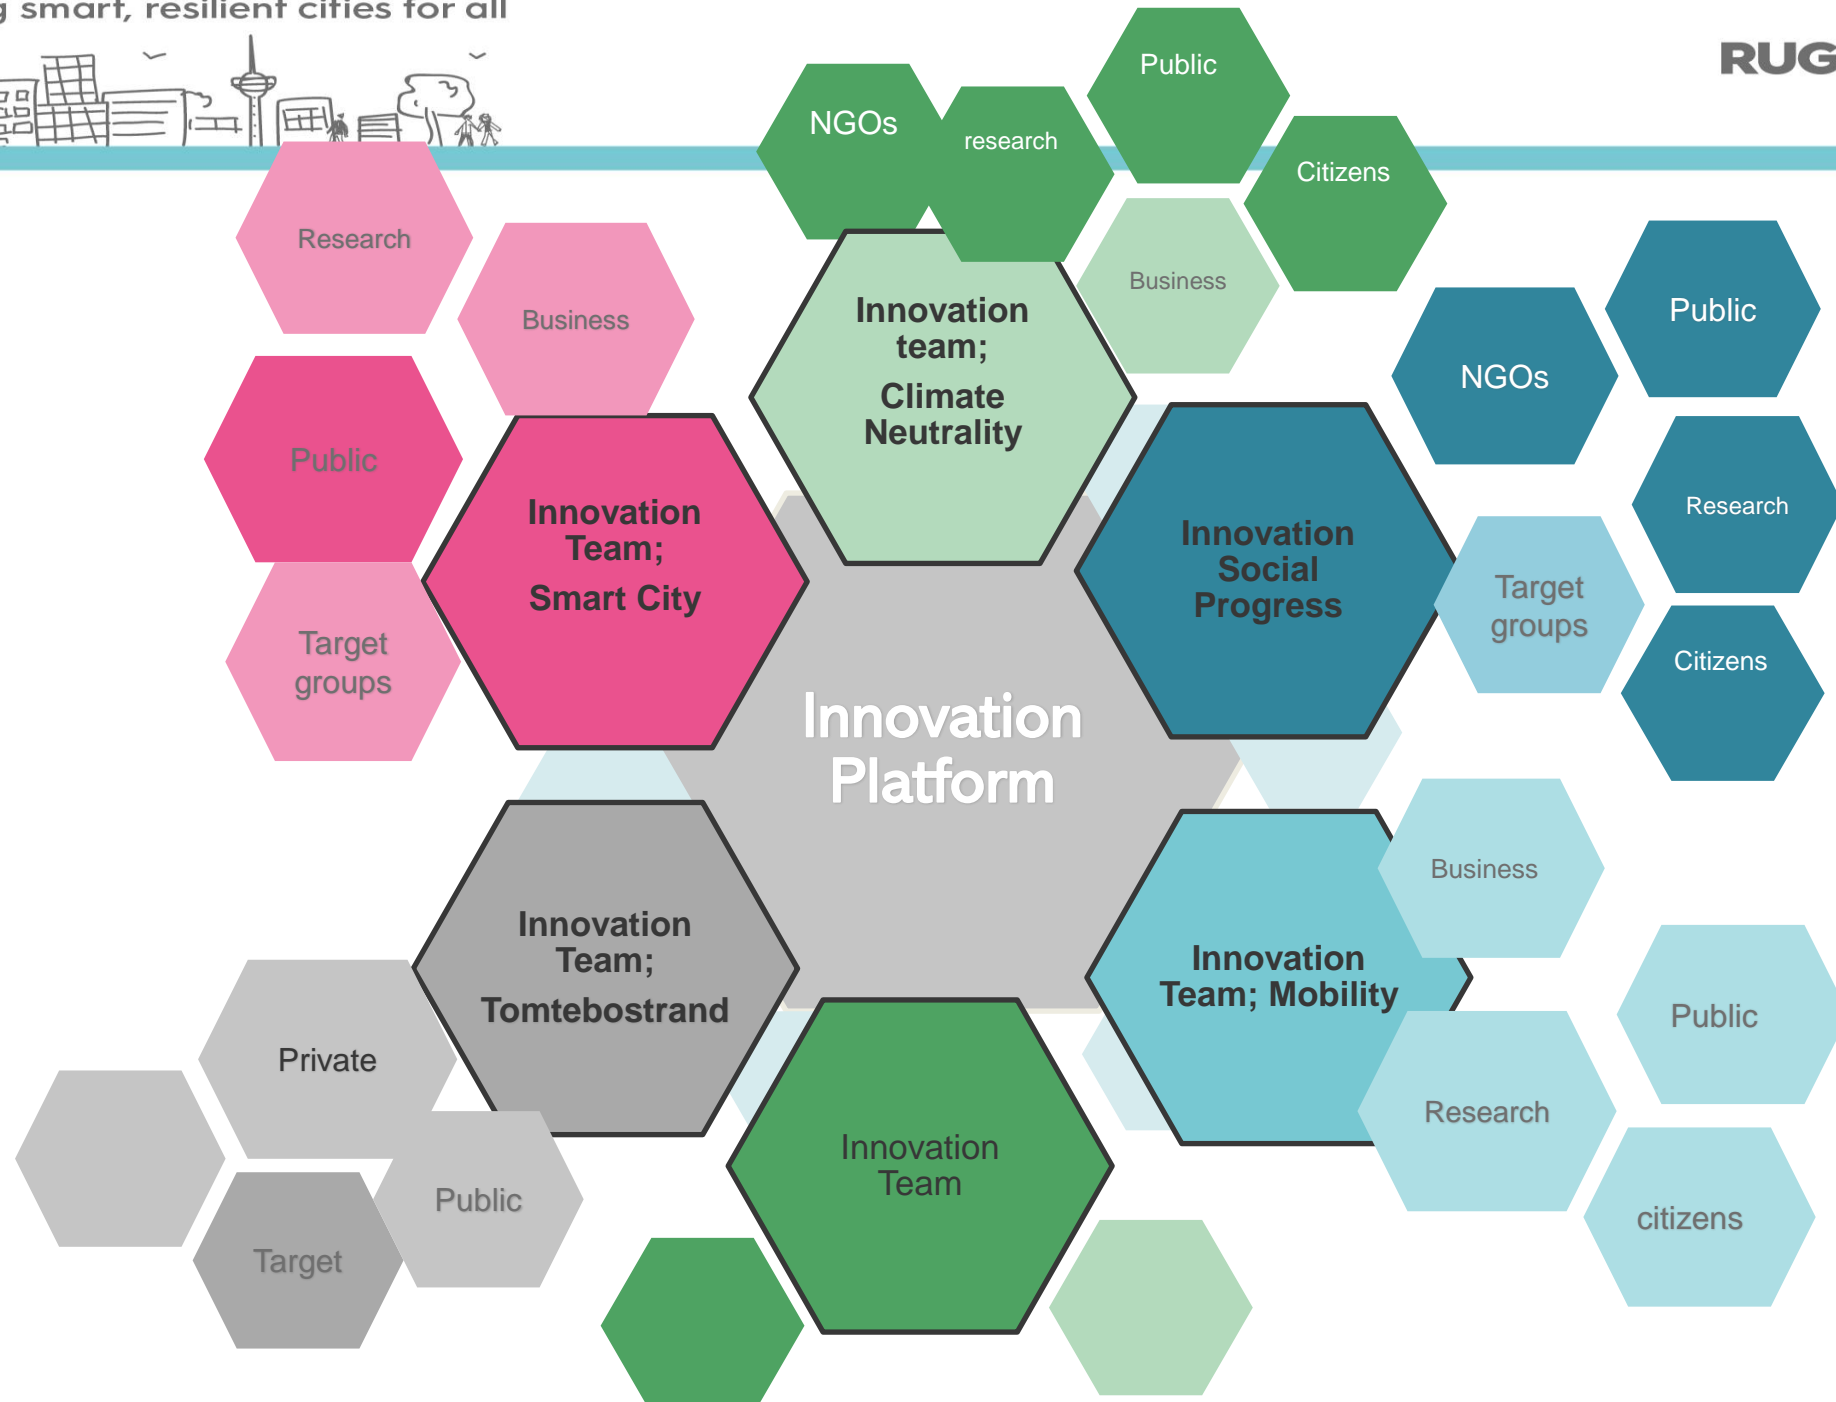 g smart, resilient cities for all
RUG
Public
NGOs
research
Citizens
Research
Business
Business
Innovation
team;
Climate
Neutrality
Public
NGOs
Public
Research
Innovation
Team;
Smart City
Innovation
Social
Progress
Target
groups
Target
groups
Citizens
Innovation
Platform
Business
Innovation
Team;
Tomtebostrand
Innovation
Team; Mobility
Public
Private
Research
Innovation
Team
Public
citizens
Target